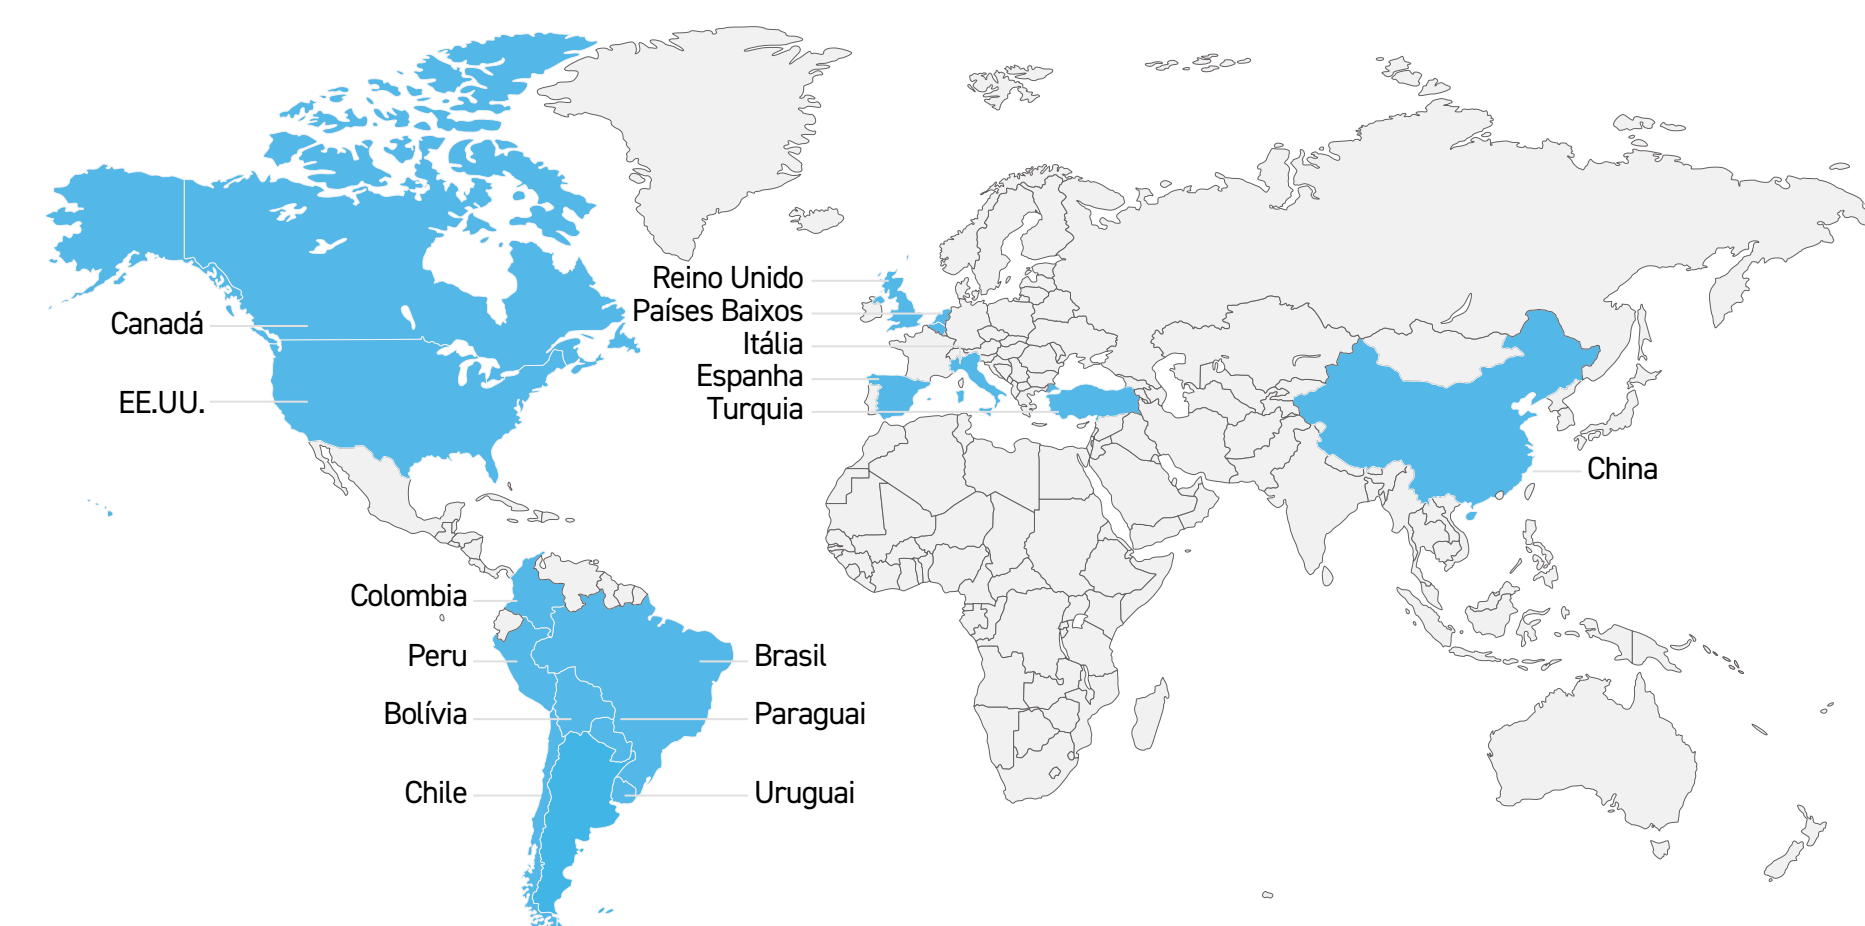 Reino Unido
Países Baixos
Canadá
Itália
Espanha
EE.UU.
Turquia
China
Colombia
Peru
Brasil
Bolívia
Paraguai
Chile
Uruguai